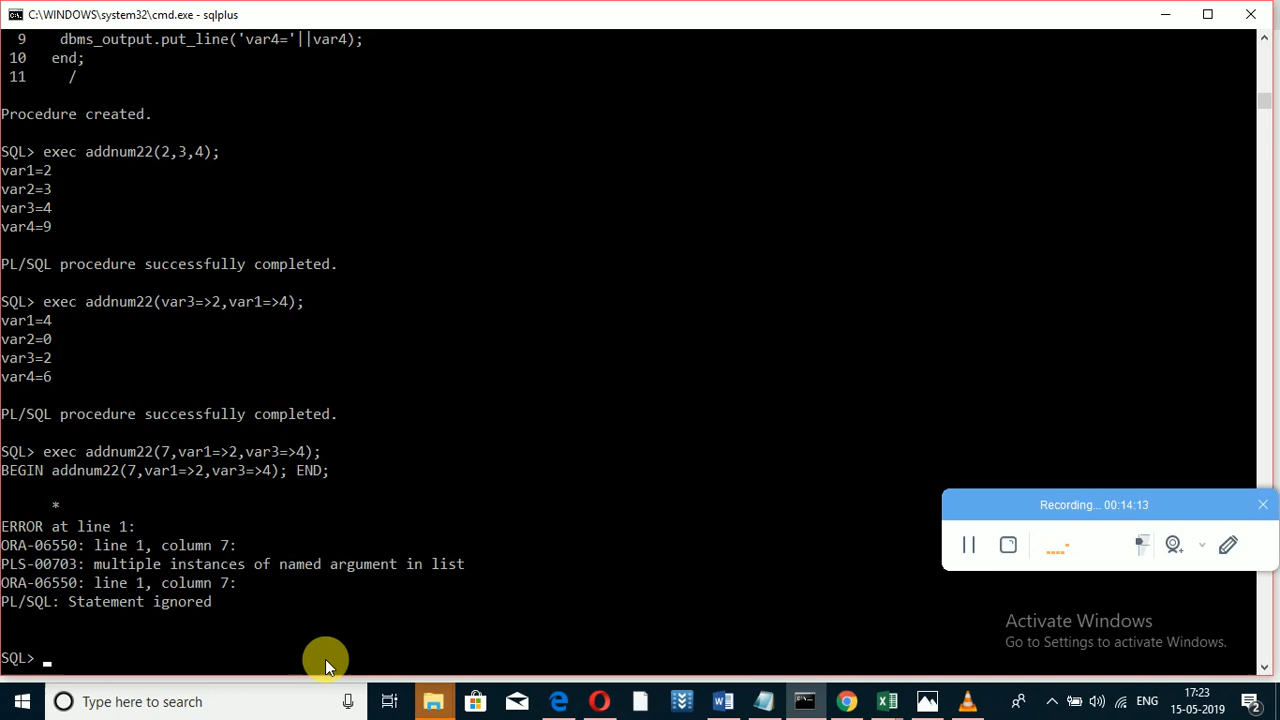 C:\WINDOWS\system32\cmd.exe - sqlplus
9 dbms_output.put_line('var4='||var4);
10 end;
11 /
Procedure created.
SQL> exec addnum22(2,3,4);
var1=2
var2=3
var3=4
var4=9
PL/SQL procedure successfully completed.
SQL> exec addnum22(var3=>2,var1=>4);
var1=4
var2=0
var3=2
var4=6
PL/SQL procedure successfully completed.
SQL> exec addnum22(7,var1=>2,var3=>4);
BEGIN addnum22(7,var1=>2,var3=>4); END;
*
ERROR at line 1:
ORA-06550: line 1, column 7:
PLS-00703: multiple instances of named argument in list
ORA-06550: line 1, column 7:
PL/SQL: Statement ignored
SQL>
Recording... 00:14:13
Activate Windows
Go to Settings to activate Windows.
Type here to search
ENG
17:23
15-05-2019
2